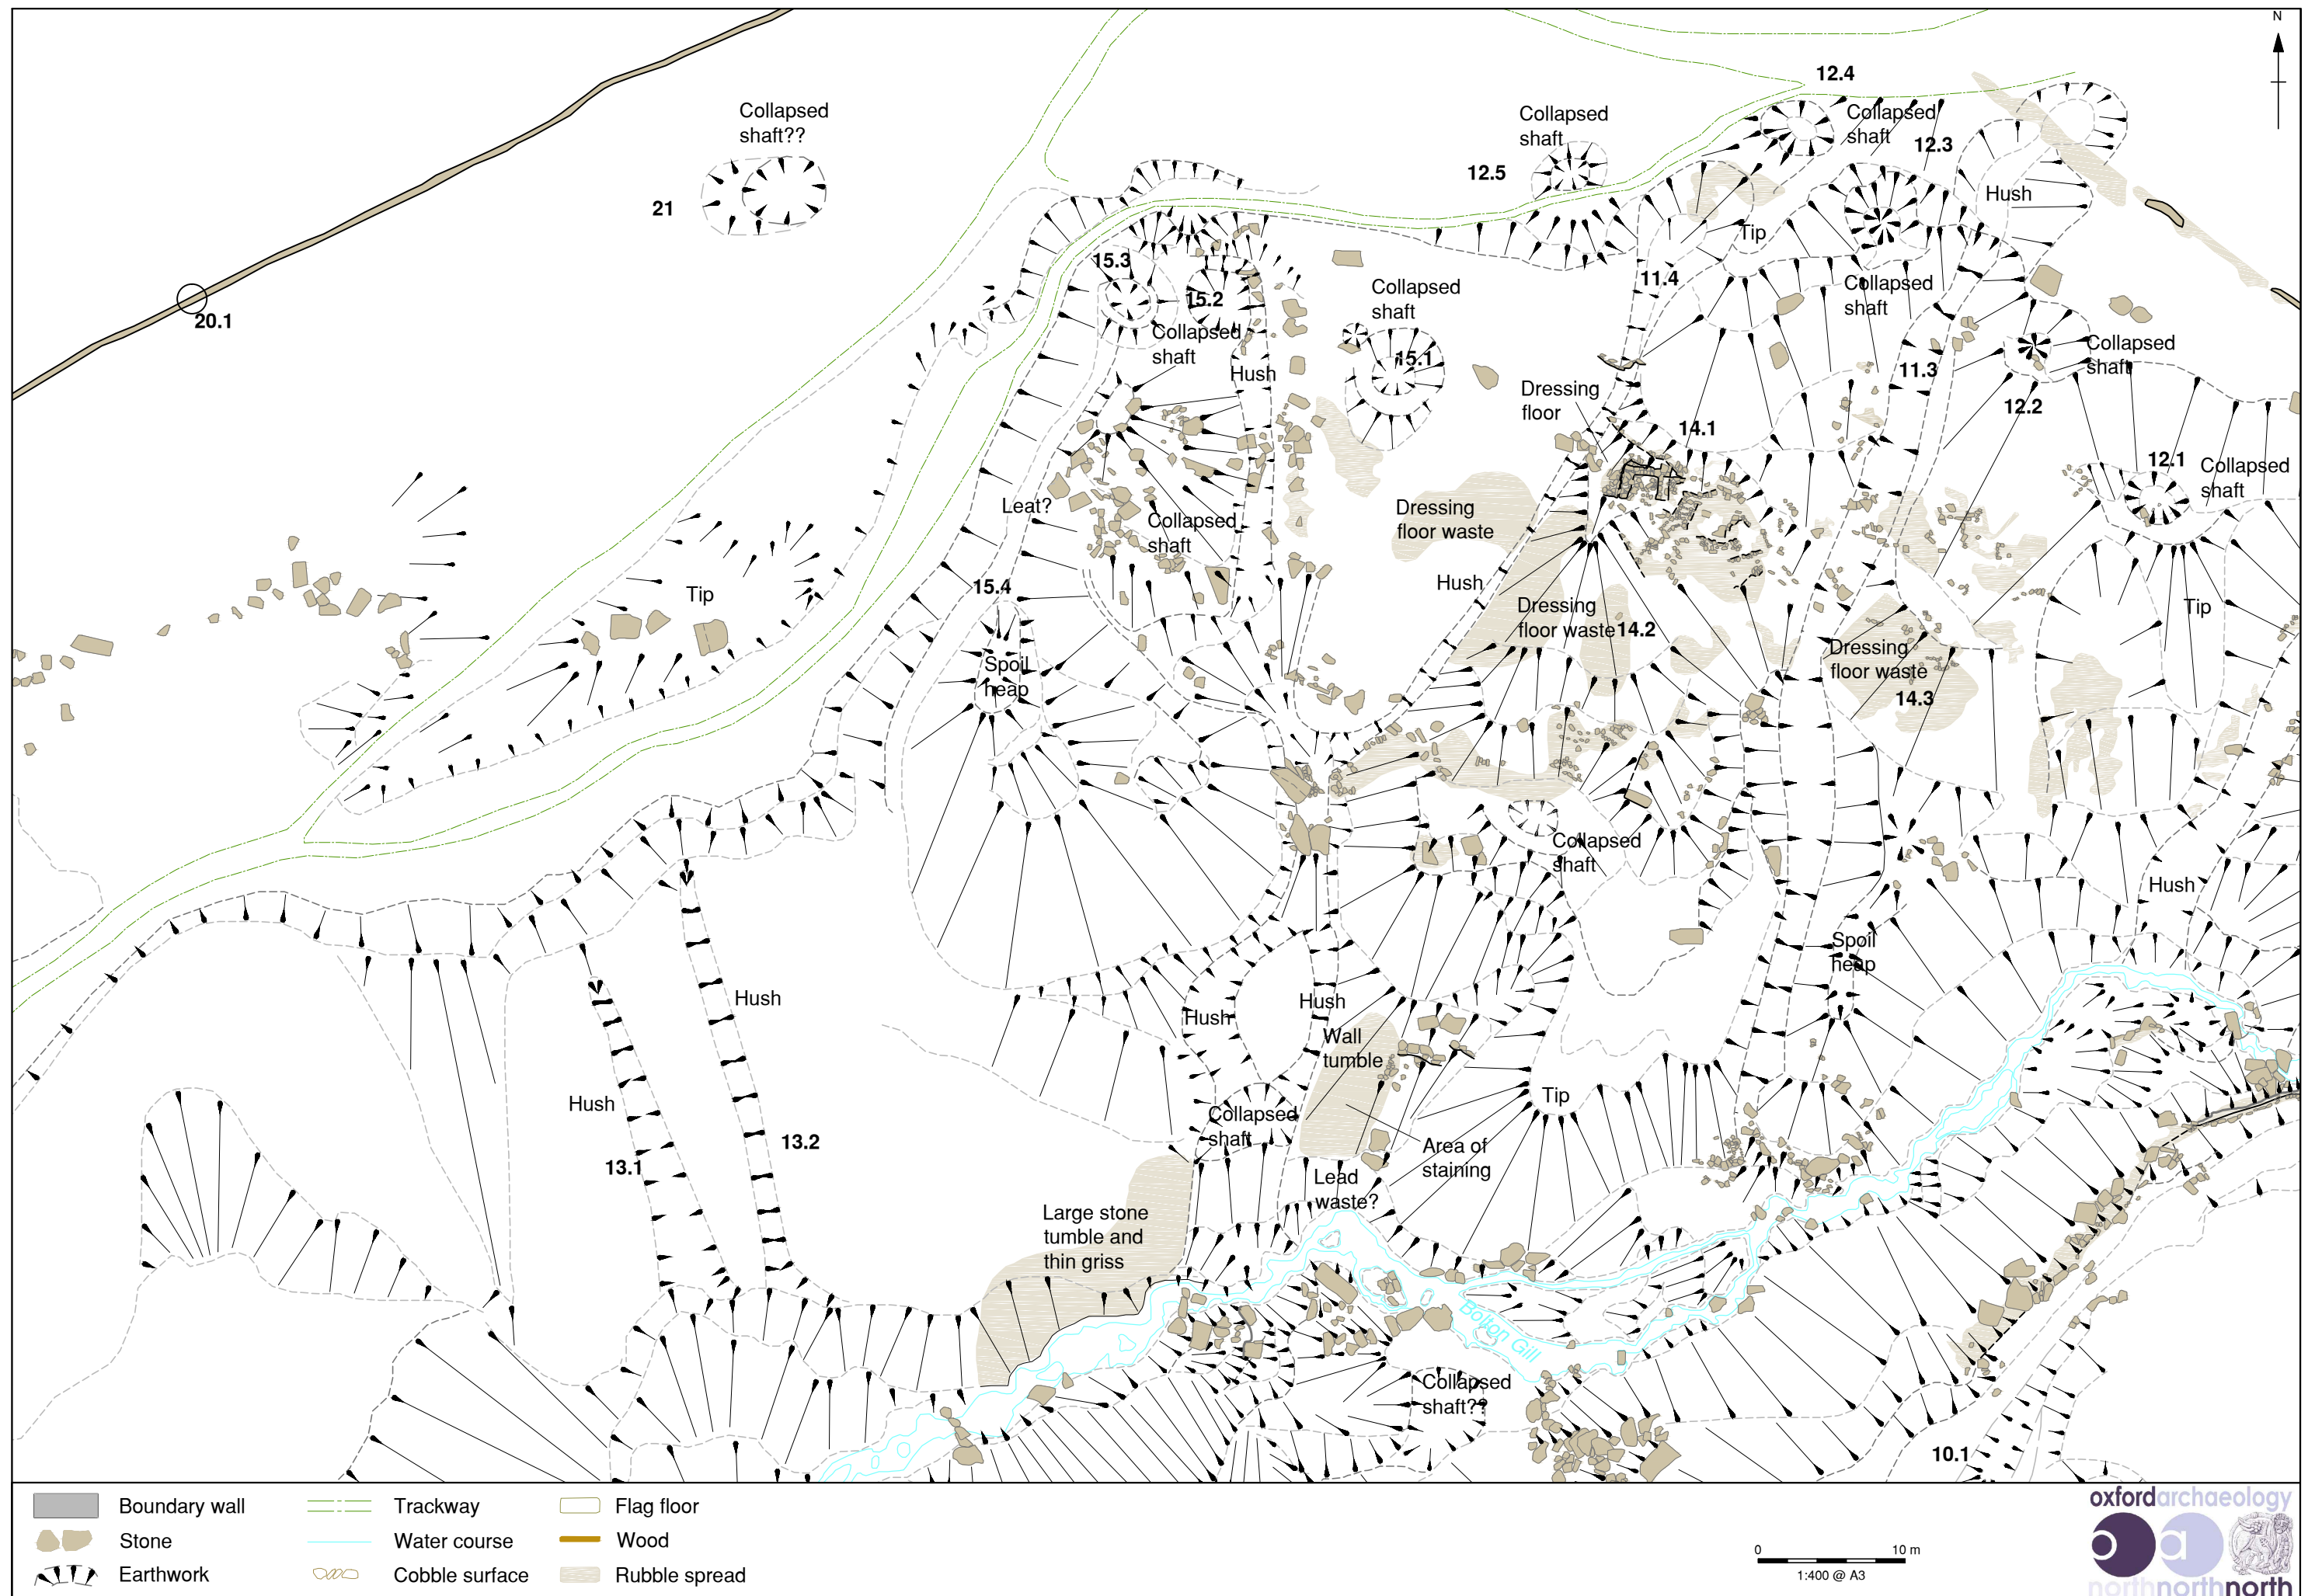 N
12.4
Collapsed
shaft??
Collapsed
shaft
Collapsed
shaft
12.3
12.5
21
Hush
Tip
15.3
11.4
15.2
Collapsed
shaft
Collapsed
shaft
20.1
Collapsed
shaft
15.1
Collapsed
shaft
Hush
11.3
Dressing
floor
12.2
14.1
12.1
Collapsed
shaft
Leat?
Dressing
floor waste
Collapsed
shaft
Hush
15.4
Tip
Tip
Dressing
floor waste
14.2
Spoil
heap
Dressing
floor waste
14.3
Collapsed
shaft
Hush
Spoil
heap
Hush
Hush
Hush
Wall
tumble
Hush
Tip
Collapsed
shaft
13.2
Area of
staining
13.1
Lead
waste?
Large stone
tumble and
thin griss
Bolton Gill
Collapsed
shaft??
10.1
Boundary wall
Trackway
Flag floor
Stone
Water course
Wood
Earthwork
Cobble surface
Rubble spread
0
10 m
1:400 @ A3
oxfordarchaeology
oa
northnorthnorth